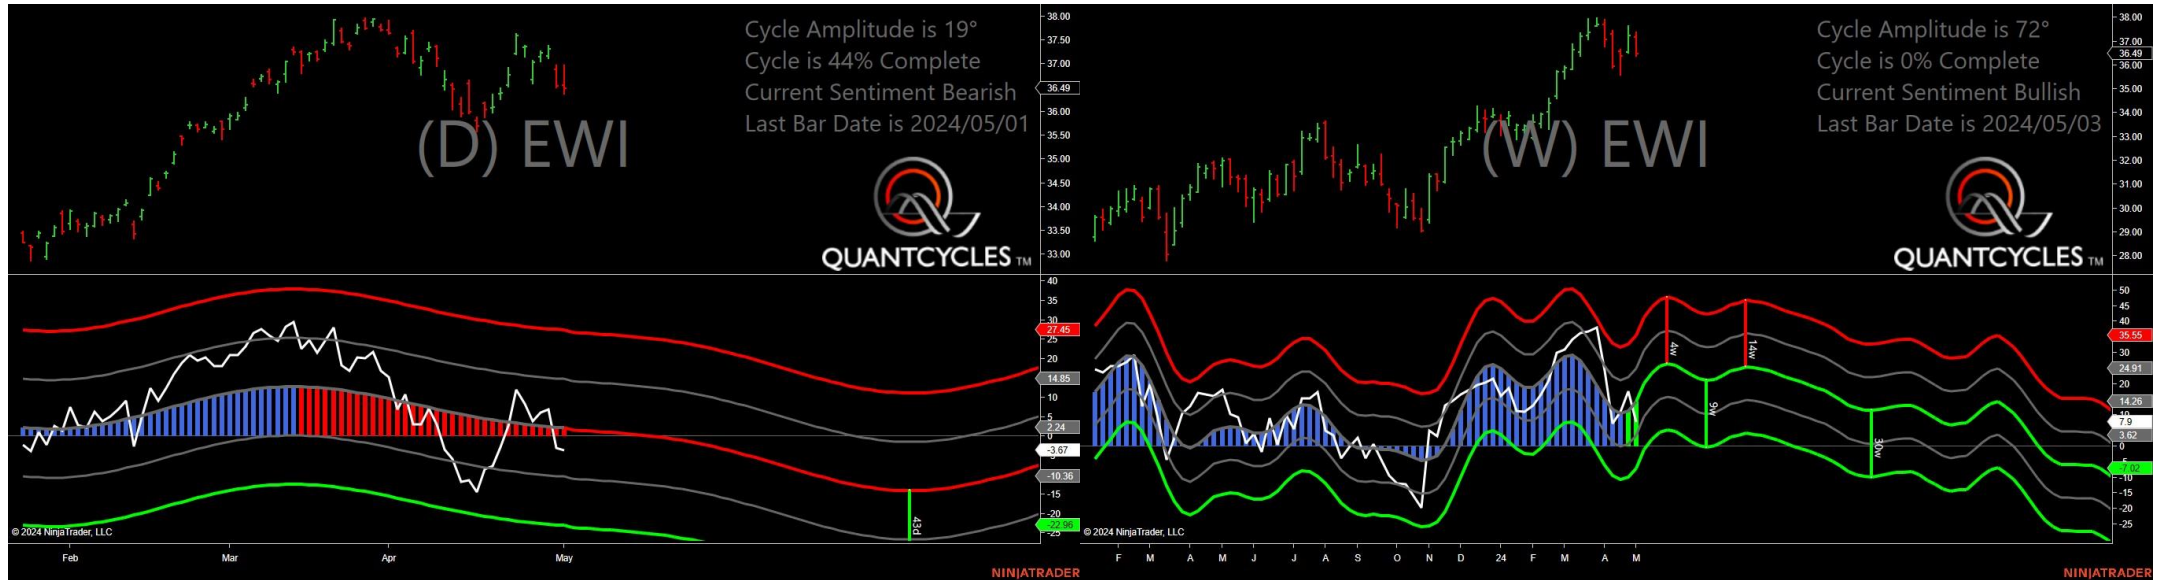 Cycle Amplitude is 19°
Cycle is 44% Complete
Current Sentiment Bearish
Last Bar Date is 2024/05/01
(D) EWI
QUANTCYCLES TM
38.00
37.50
37.00
36.49
36.00
35.50
35.00
34.50
34.00
33.50
33.00
40
35
30
27.45
20
14.85
10
5
2.24
0
-3.67
-10.36
-15
-20
-22.96
-25
43d
© 2024 NinjaTrader, LLC
Feb Mar Apr May
NINJATRADER
Cycle Amplitude is 72°
Cycle is 0% Complete
Current Sentiment Bullish
Last Bar Date is 2024/05/03
(W) EWI
QUANTCYCLES TM
38.00
37.00
36.49
36.00
35.00
34.00
33.00
32.00
31.00
30.00
29.00
28.00
50
45
40
35.55
30
24.91
20
14.26
7.9
3.62
0
-7.02
-10
-15
-20
-25
4w
14w
9w
30w
© 2024 NinjaTrader, LLC
F M A M J J A S O N D 24 F M A M
NINJATRADER